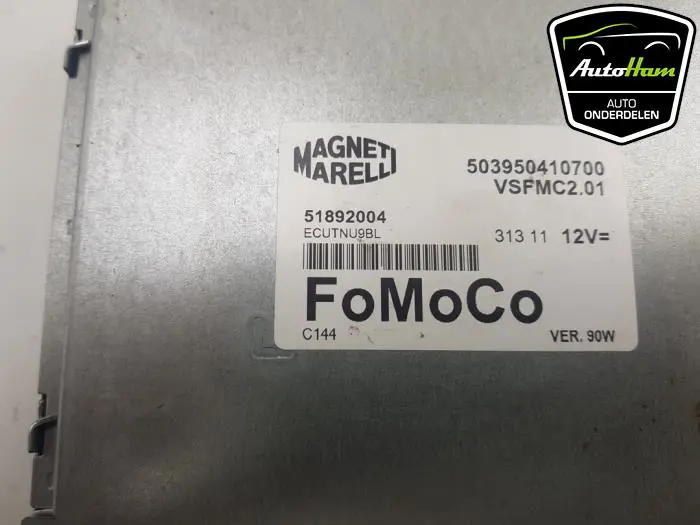 AutoHam
AUTO
ONDERDELEN
MAGNETI
MARELLI
503950410700
VSFMC2.01
51892004
ECUTNU9BL
313 11 12V=
FoMoCo
C144
VER. 90W